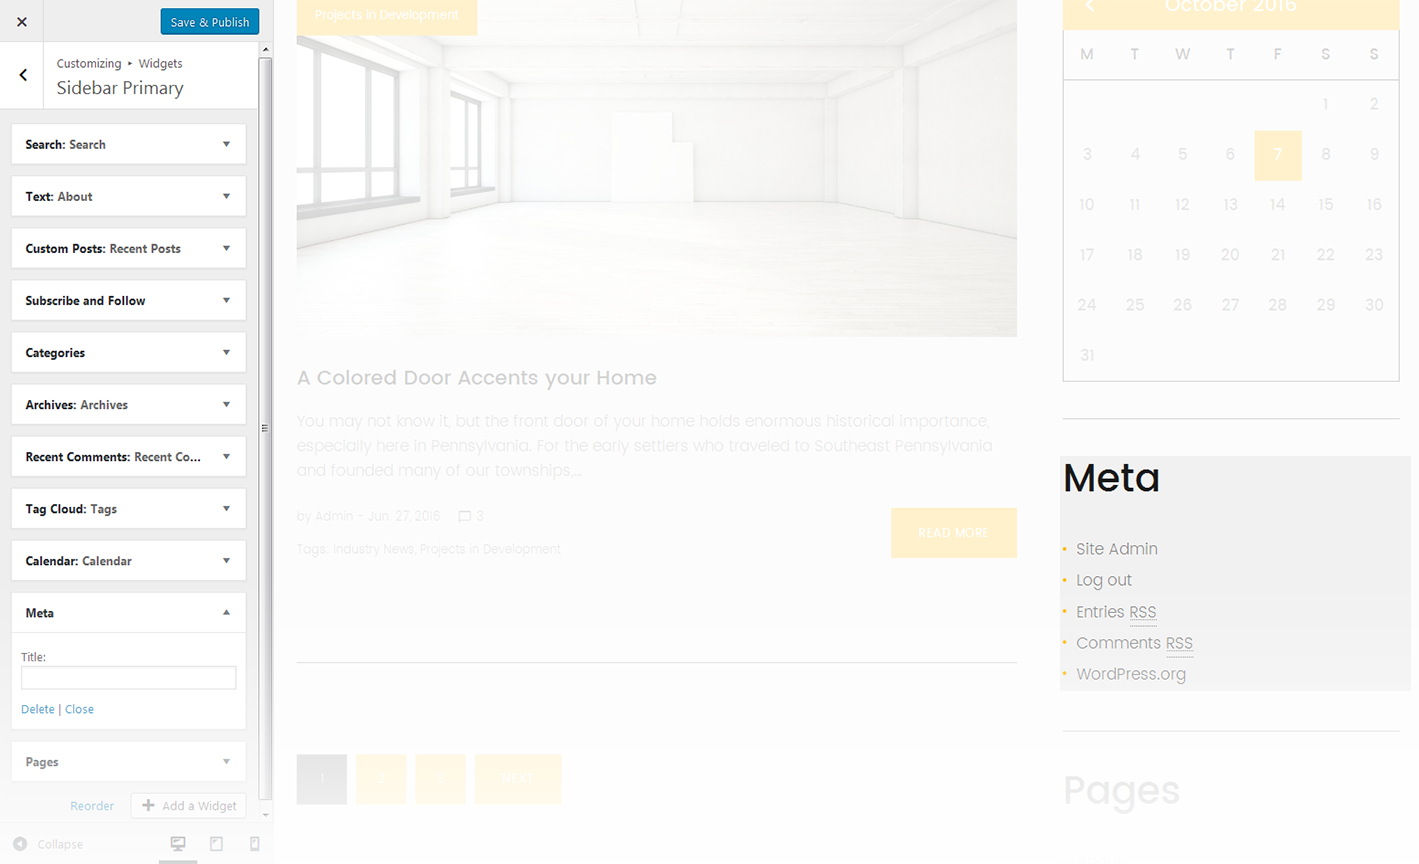 Save & Publish
Customizing ▸ Widgets
Sidebar Primary
Search: Search
Text: About
Custom Posts: Recent Posts
Subscribe and Follow
Categories
Archives: Archives
Recent Comments: Recent Co...
Tag Cloud: Tags
Calendar: Calendar
Meta
Title:
Delete | Close
Pages
Reorder
Add a Widget
Collapse
Projects in Development
A Colored Door Accents your Home
You may not know it, but the front door of your home holds enormous historical importance,
especially here in Pennsylvania. For the early settlers who traveled to Southeast Pennsylvania
and founded many of our townships,...
by Admin - Jun. 27, 2016 3
Tags: Industry News, Projects in Development
READ MORE
1 2 3 NEXT
October 2016
M T W T F S S
1 2
3 4 5 6 7 8 9
10 11 12 13 14 15 16
17 18 19 20 21 22 23
24 25 26 27 28 29 30
31
Meta
Site Admin
Log out
Entries RSS
Comments RSS
WordPress.org
Pages